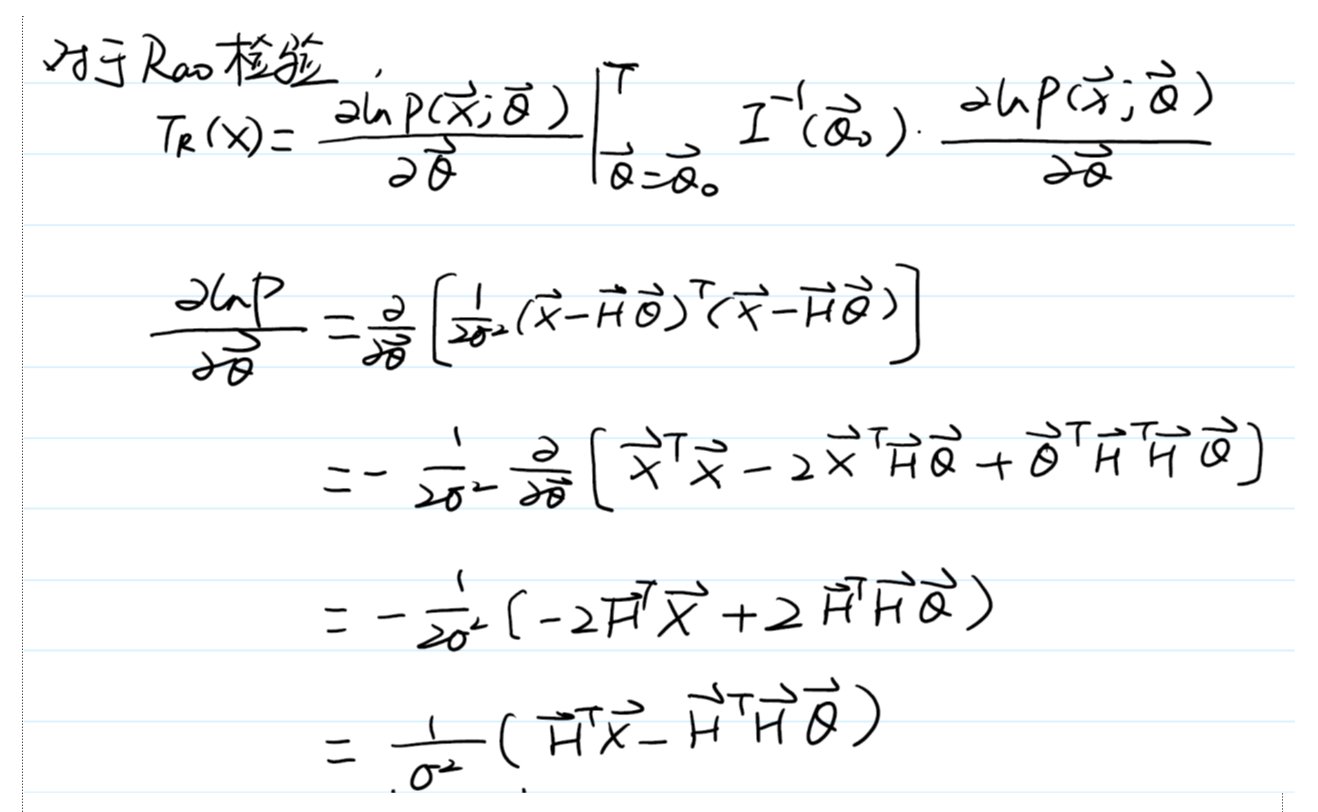 对于Rao检验
$T_R(X) = \frac{\partial \ln P(\vec{x}; \vec{\theta})}{\partial \vec{\theta}} \Big|_{\vec{\theta} = \vec{\theta}_0}^T I^{-1}(\vec{\theta}_0) \cdot \frac{\partial \ln P(\vec{x}; \vec{\theta})}{\partial \vec{\theta}}$
$\frac{\partial \ln P}{\partial \vec{\theta}} = \frac{\partial}{\partial \vec{\theta}} \left[ \frac{1}{2\sigma^2} (\vec{x} - \vec{H}\vec{\theta})^T (\vec{x} - \vec{H}\vec{\theta}) \right]$
$= -\frac{1}{2\sigma^2} \frac{\partial}{\partial \vec{\theta}} \left[ \vec{x}^T \vec{x} - 2\vec{x}^T \vec{H}\vec{\theta} + \vec{\theta}^T \vec{H}^T \vec{H}\vec{\theta} \right]$
$= -\frac{1}{2\sigma^2} (-2\vec{H}^T \vec{x} + 2\vec{H}^T \vec{H}\vec{\theta})$
$= \frac{1}{\sigma^2} (\vec{H}^T \vec{x} - \vec{H}^T \vec{H}\vec{\theta})$